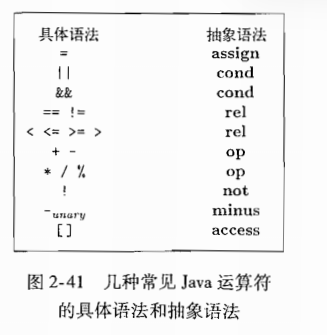 具体语法 抽象语法
= assign
|| cond
&& cond
== != rel
< <= >= > rel
+ - op
* / % op
! not
-unary minus
[] access
图 2-41 几种常见 Java 运算符
的具体语法和抽象语法